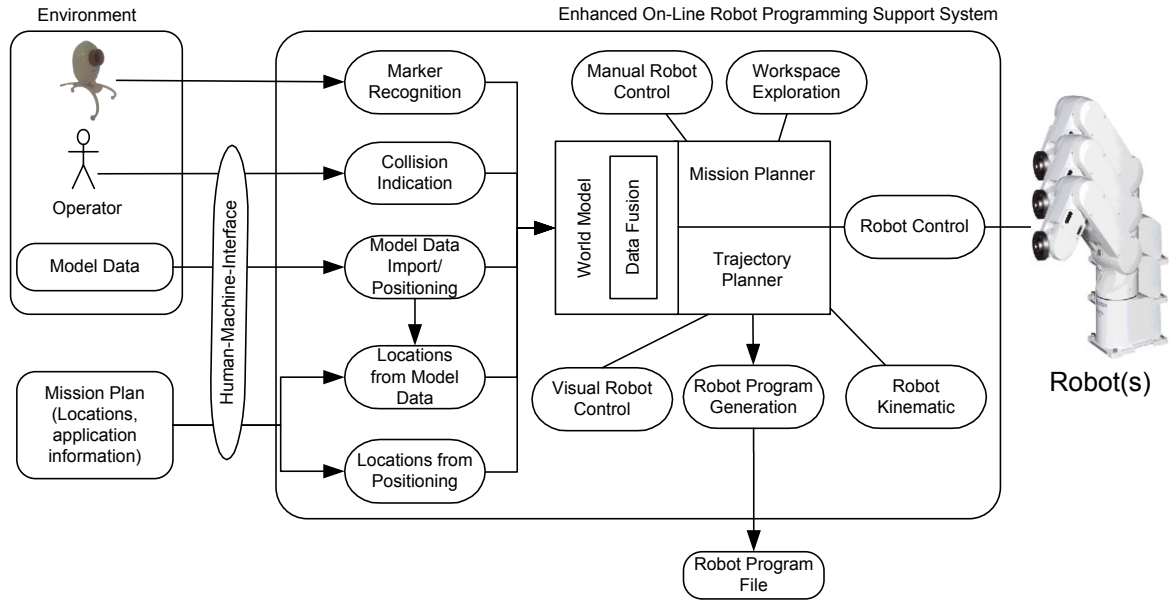 Environment
Enhanced On-Line Robot Programming Support System
Operator
Model Data
Mission Plan
(Locations,
application
information)
Human-Machine-Interface
Marker
Recognition
Collision
Indication
Model Data
Import/
Positioning
Locations
from Model
Data
Locations from
Positioning
Manual Robot
Control
Workspace
Exploration
World Model
Data Fusion
Mission Planner
Trajectory
Planner
Robot Control
Visual Robot
Control
Robot Program
Generation
Robot
Kinematic
Robot(s)
Robot Program
File